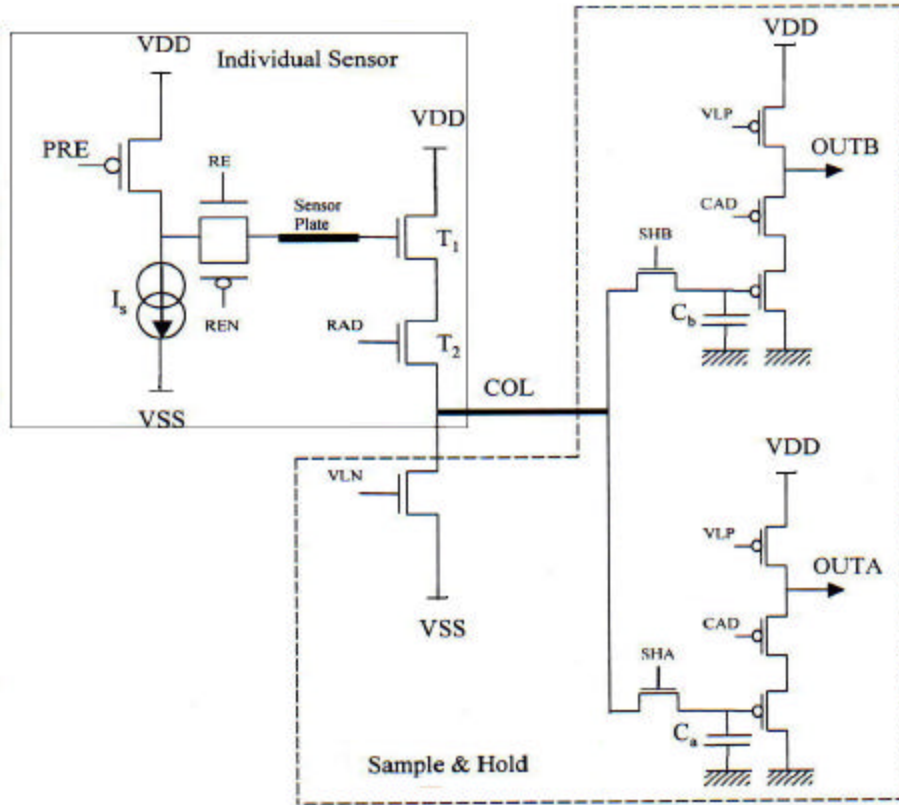 VDD
Individual Sensor
VDD
PRE
RE
Sensor
Plate
T1
Is
REN
RAD
T2
VSS
COL
VLN
VSS
VDD
VLP
OUTB
CAD
SHB
Cb
VDD
VLP
OUTA
CAD
SHA
Ca
Sample & Hold